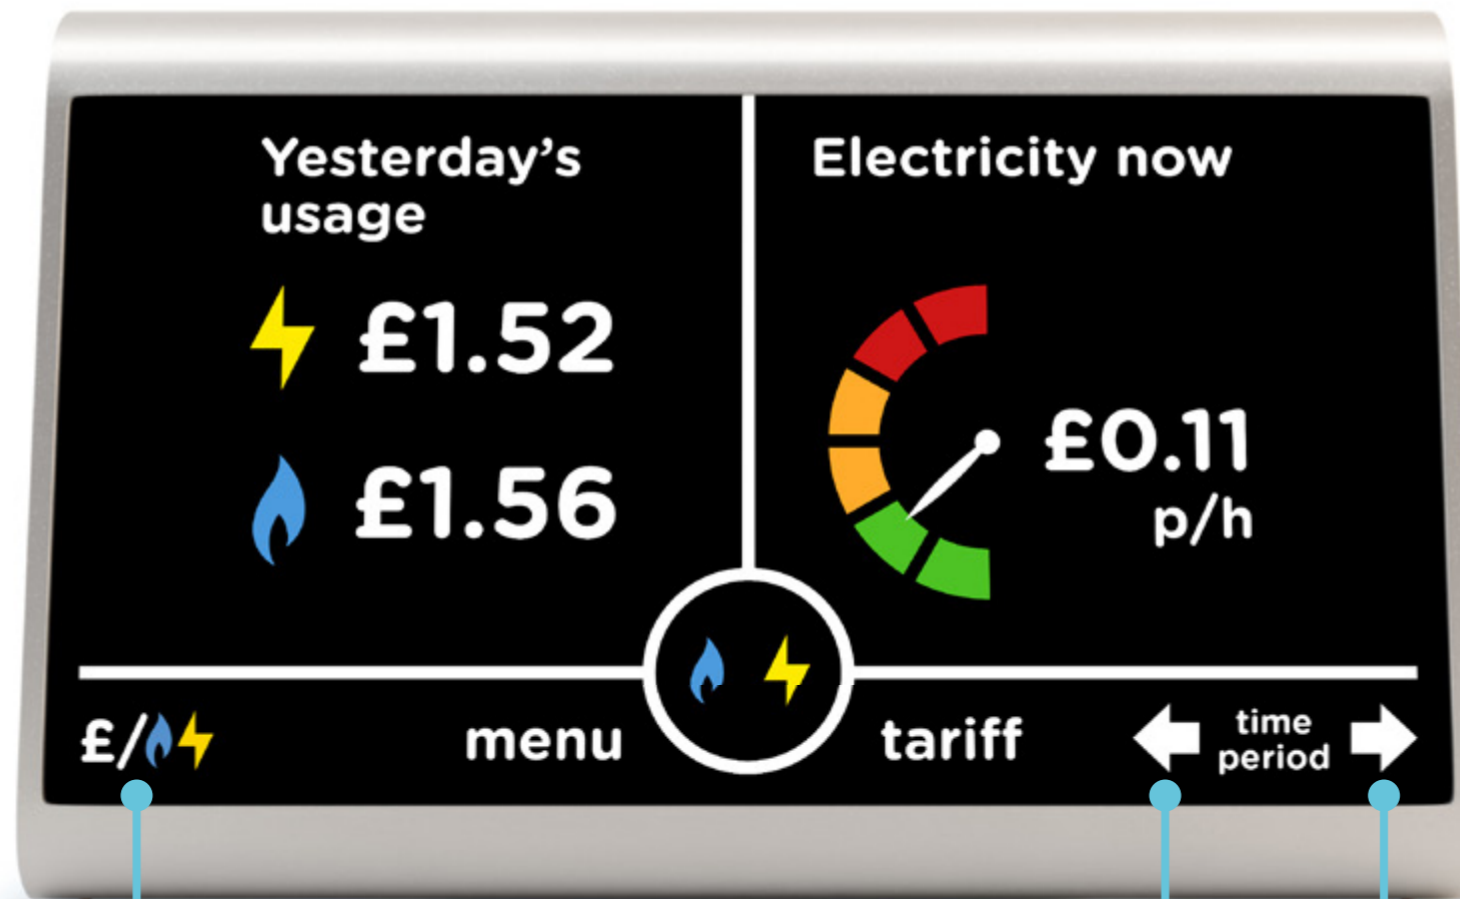 Yesterday's
usage
£1.52
£1.56
Electricity now
£0.11
p/h
£/
menu
tariff
time
period